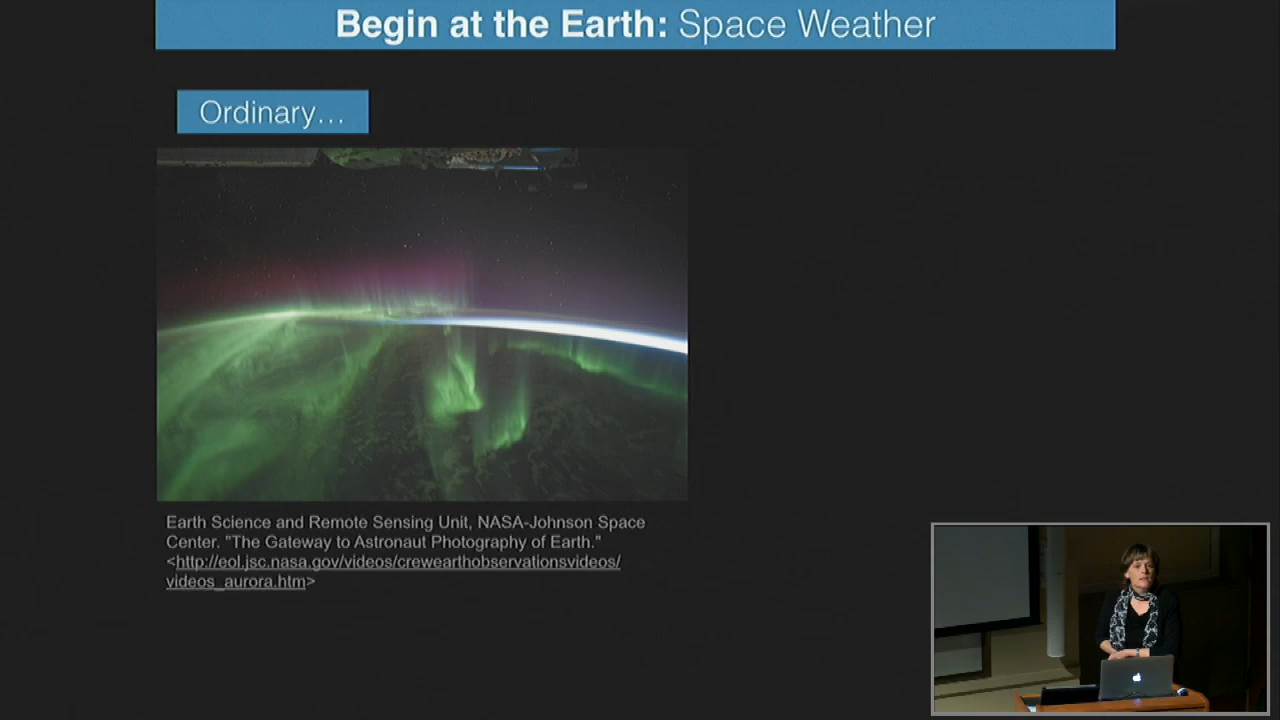 Begin at the Earth: Space Weather
Ordinary...
Earth Science and Remote Sensing Unit, NASA-Johnson Space
Center. "The Gateway to Astronaut Photography of Earth."
<http://eol.jsc.nasa.gov/videos/crewearthobservationsvideos/
videos_aurora.htm>